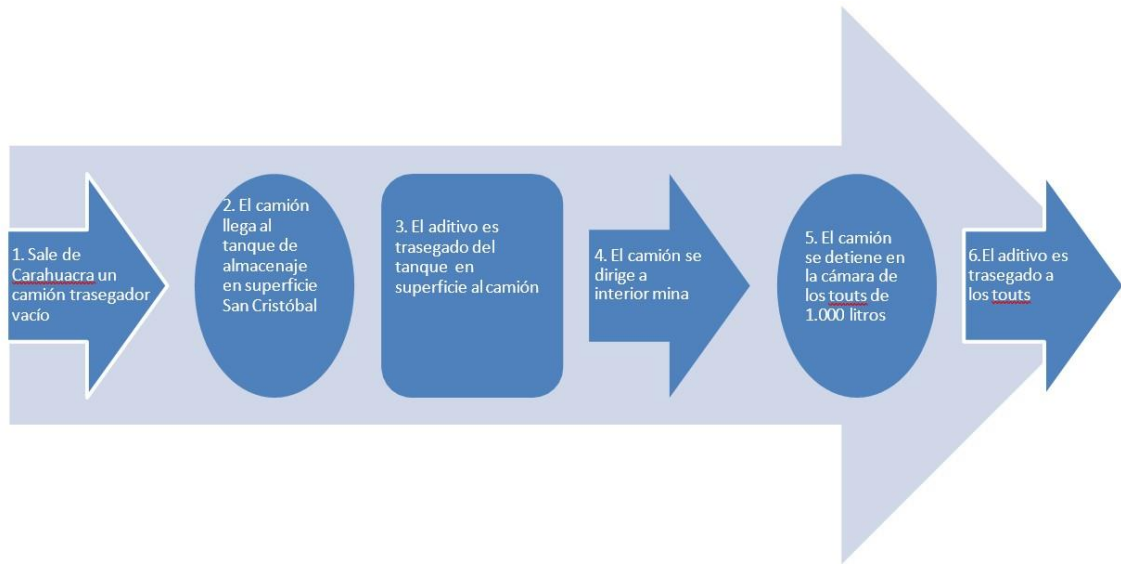 1. Sale de
Carahuacra un
camión trasegador
vacío
2. El camión
llega al
tanque de
almacenaje
en superficie
San Cristóbal
3. El aditivo es
trasegado del
tanque en
superficie al camión
4. El camión se
dirige a
interior mina
5. El camión
se detiene en
la cámara de
los touts de
1.000 litros
6.El aditivo es
trasegado a
los touts